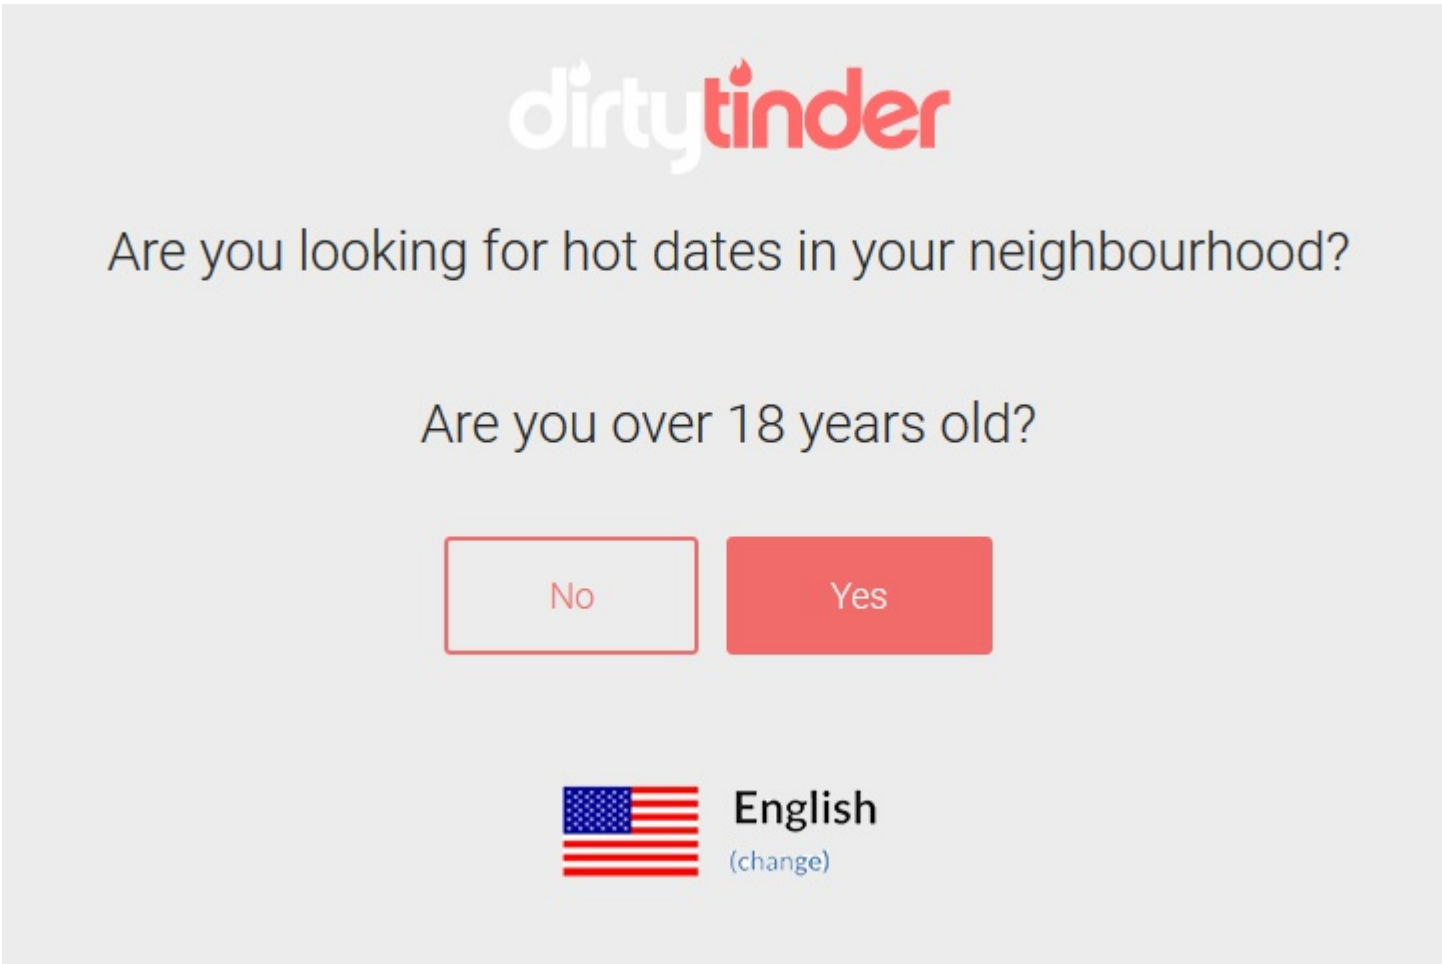 dirtytinder
Are you looking for hot dates in your neighbourhood?
Are you over 18 years old?
No Yes
English
(change)